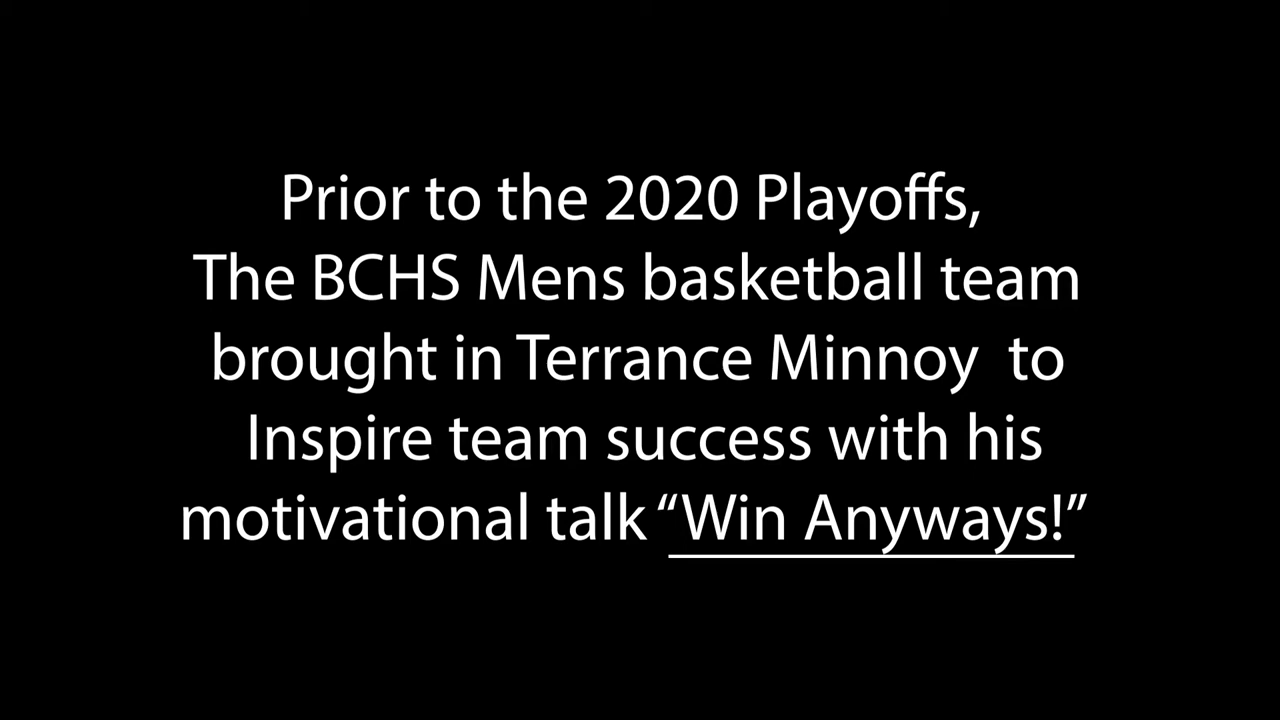 Prior to the 2020 Playoffs,
The BCHS Mens basketball team
brought in Terrance Minnoy to
Inspire team success with his
motivational talk “Win Anyways!”